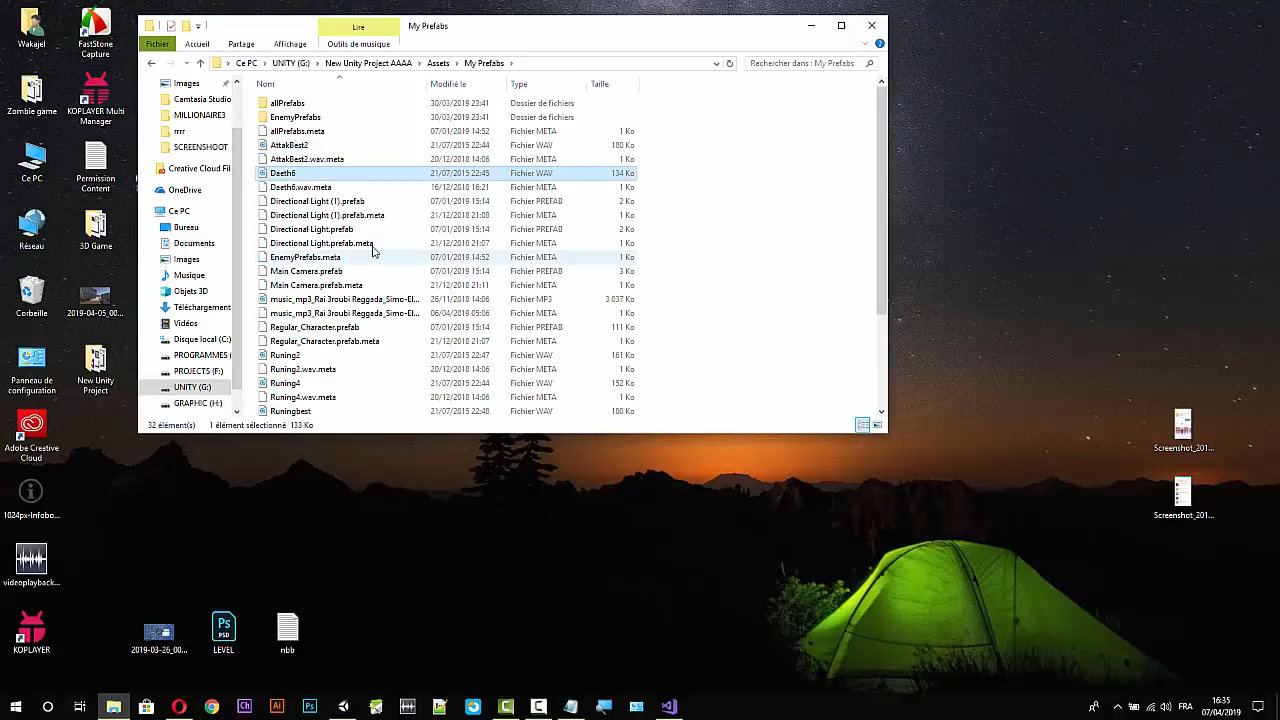 Lire
My Prefabs
Fichier Accueil Partage Affichage Outils de musique
Ce PC UNITY (G:) New Unity Project AAAA Assets My Prefabs
Rechercher dans : My Prefabs
Nom Modifié le Type Taille
allPrefabs 30/03/2019 23:41 Dossier de fichiers
EnemyPrefabs 30/03/2019 23:41 Dossier de fichiers
allPrefabs.meta 07/01/2019 14:52 Fichier META 1 Ko
AttakBest2 21/07/2015 22:44 Fichier WAV 180 Ko
AttakBest2.wav.meta 20/12/2018 14:06 Fichier META 1 Ko
Daeth6 21/07/2015 22:45 Fichier WAV 134 Ko
Daeth6.wav.meta 16/12/2018 16:21 Fichier META 1 Ko
Directional Light (1).prefab 07/01/2019 15:14 Fichier PREFAB 2 Ko
Directional Light (1).prefab.meta 21/12/2018 21:08 Fichier META 1 Ko
Directional Light.prefab 07/01/2019 15:14 Fichier PREFAB 2 Ko
Directional Light.prefab.meta 21/12/2018 21:07 Fichier META 1 Ko
EnemyPrefabs.meta 07/01/2019 14:52 Fichier META 1 Ko
Main Camera.prefab 07/01/2019 15:14 Fichier PREFAB 3 Ko
Main Camera.prefab.meta 21/12/2018 21:11 Fichier META 1 Ko
music_mp3_Rai 3roubi Reggada_Simo-El... 26/11/2018 14:06 Fichier MP3 3 037 Ko
music_mp3_Rai 3roubi Reggada_Simo-El... 06/04/2019 05:06 Fichier META 1 Ko
Regular_Character.prefab 07/01/2019 15:14 Fichier PREFAB 111 Ko
Regular_Character.prefab.meta 21/12/2018 21:07 Fichier META 1 Ko
Runing2 21/07/2015 22:47 Fichier WAV 161 Ko
Runing2.wav.meta 20/12/2018 14:06 Fichier META 1 Ko
Runing4 21/07/2015 22:44 Fichier WAV 152 Ko
Runing4.wav.meta 20/12/2018 14:06 Fichier META 1 Ko
Runingbest 21/07/2015 22:48 Fichier WAV 180 Ko
32 élément(s) 1 élément sélectionné 133 Ko
Images
Camtasia Studio
MILLIONAIRE3
rrrr
SCREENSHOOT
Creative Cloud Fil
OneDrive
Ce PC
Bureau
Documents
Images
Musique
Objets 3D
Téléchargement
Vidéos
Disque local (C:)
PROGRAMMES (
PROJECTS (F:)
UNITY (G:)
GRAPHIC (H:)
Wakajel
FastStone Capture
Zombie game
KOPLAYER Multi Manager
Ce PC
Permission Content
Réseau
3D Game
Corbeille
2019-04-05_00...
Panneau de configuration
New Unity Project
Adobe Creative Cloud
1024px-Infobo...
videoplayback...
KOPLAYER
2019-03-26_00...
PSD
LEVEL
nbb
Screenshot_201...
Screenshot_201...
Ch Ai Ps
FRA
16:35
07/04/2019